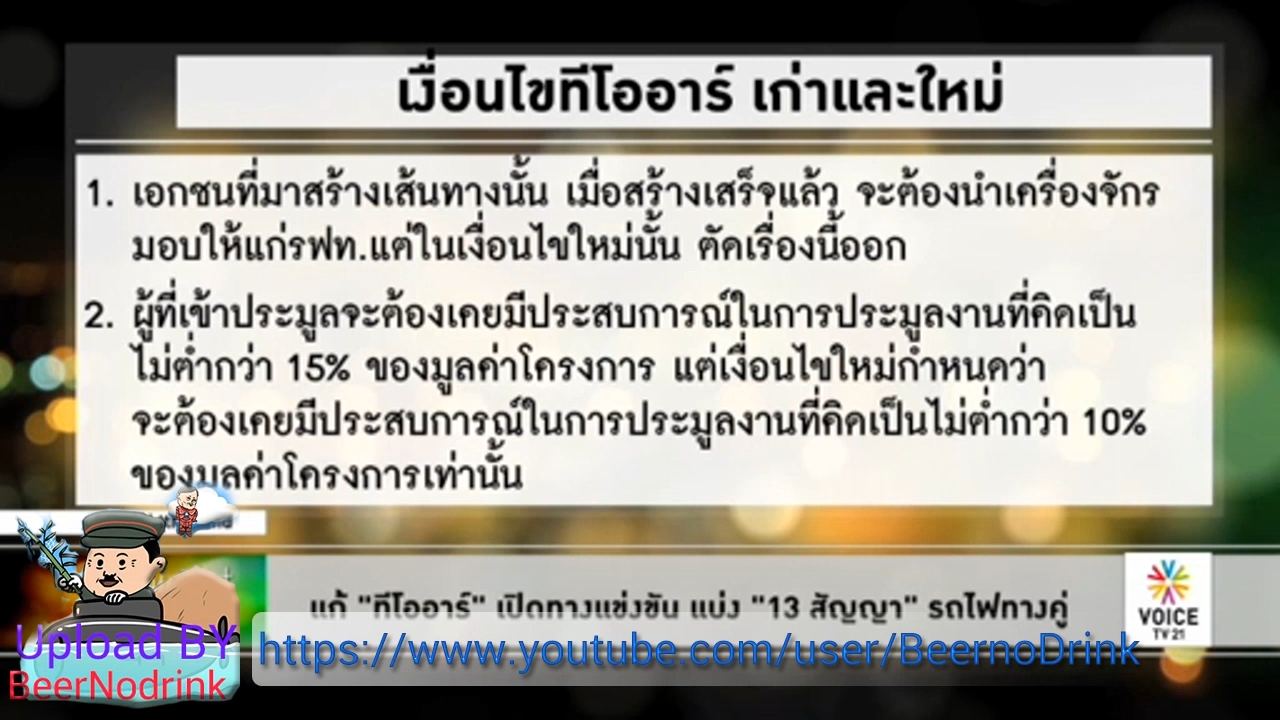 เงื่อนไขทีโออาร์ เก่าและใหม่
1. เอกชนที่มาสร้างเส้นทางนั้น เมื่อสร้างเสร็จแล้ว จะต้องนำเครื่องจักร
มอบให้แก่รฟท.แต่ในเงื่อนไขใหม่นั้น ตัดเรื่องนี้ออก
2. ผู้ที่เข้าประมูลจะต้องเคยมีประสบการณ์ในการประมูลงานที่คิดเป็น
ไม่ต่ำกว่า 15% ของมูลค่าโครงการ แต่เงื่อนไขใหม่กำหนดว่า
จะต้องเคยมีประสบการณ์ในการประมูลงานที่คิดเป็นไม่ต่ำกว่า 10%
ของมูลค่าโครงการเท่านั้น
แก้ "ทีโออาร์" เปิดทางแข่งขัน แบ่ง "13 สัญญา" รถไฟทางคู่
VOICE
TV 21
Upload BY
BeerNodrink
https://www.youtube.com/user/BeernoDrink